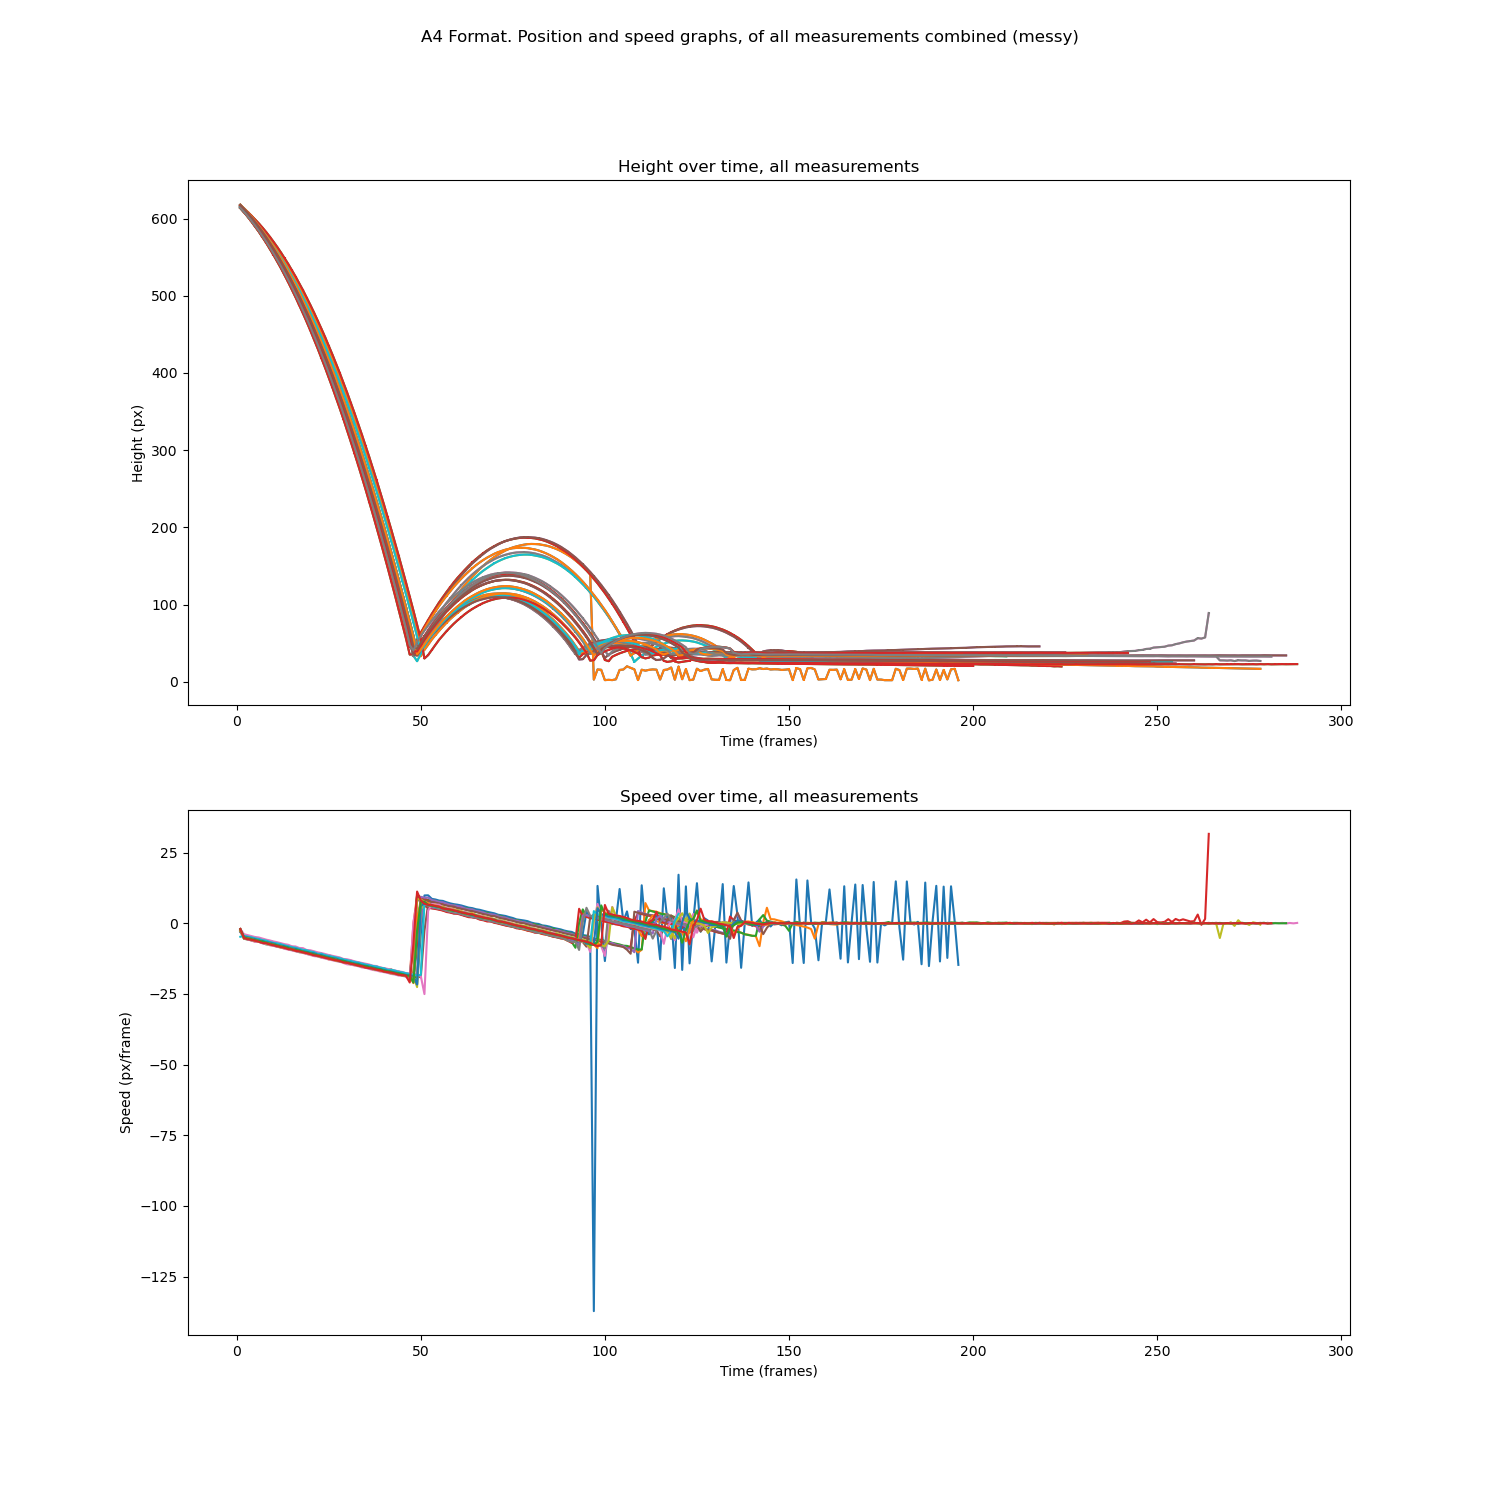 A4 Format. Position and speed graphs, of all measurements combined (messy)
Height over time, all measurements
600
500
400
300
200
100
0
Height (px)
0 50 100 150 200 250 300
Time (frames)
Speed over time, all measurements
25
0
−25
−50
−75
−100
−125
Speed (px/frame)
0 50 100 150 200 250 300
Time (frames)